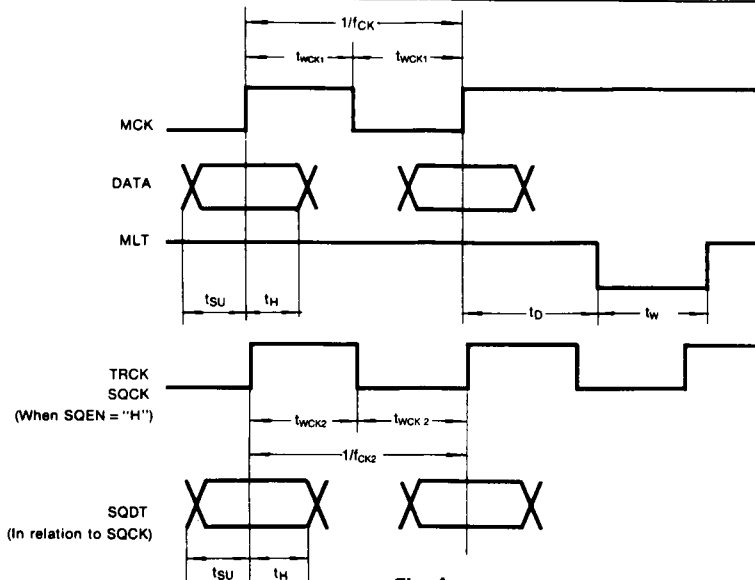 1/fCK
tWCK1 tWCK1
MCK
DATA
MLT
tSU tH tD tW
TRCK
SQCK
(When SQEN = "H")
tWCK2 tWCK 2
1/fCK2
SQDT
(In relation to SQCK)
tSU tH